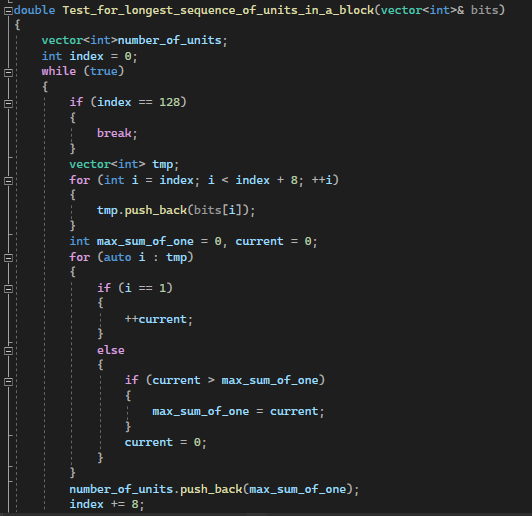 double Test_for_longest_sequence_of_units_in_a_block(vector<int>& bits)
{
    vector<int>number_of_units;
    int index = 0;
    while (true)
    {
        if (index == 128)
        {
            break;
        }
        vector<int> tmp;
        for (int i = index; i < index + 8; ++i)
        {
            tmp.push_back(bits[i]);
        }
        int max_sum_of_one = 0, current = 0;
        for (auto i : tmp)
        {
            if (i == 1)
            {
                ++current;
            }
            else
            {
                if (current > max_sum_of_one)
                {
                    max_sum_of_one = current;
                }
                current = 0;
            }
        }
        number_of_units.push_back(max_sum_of_one);
        index += 8;